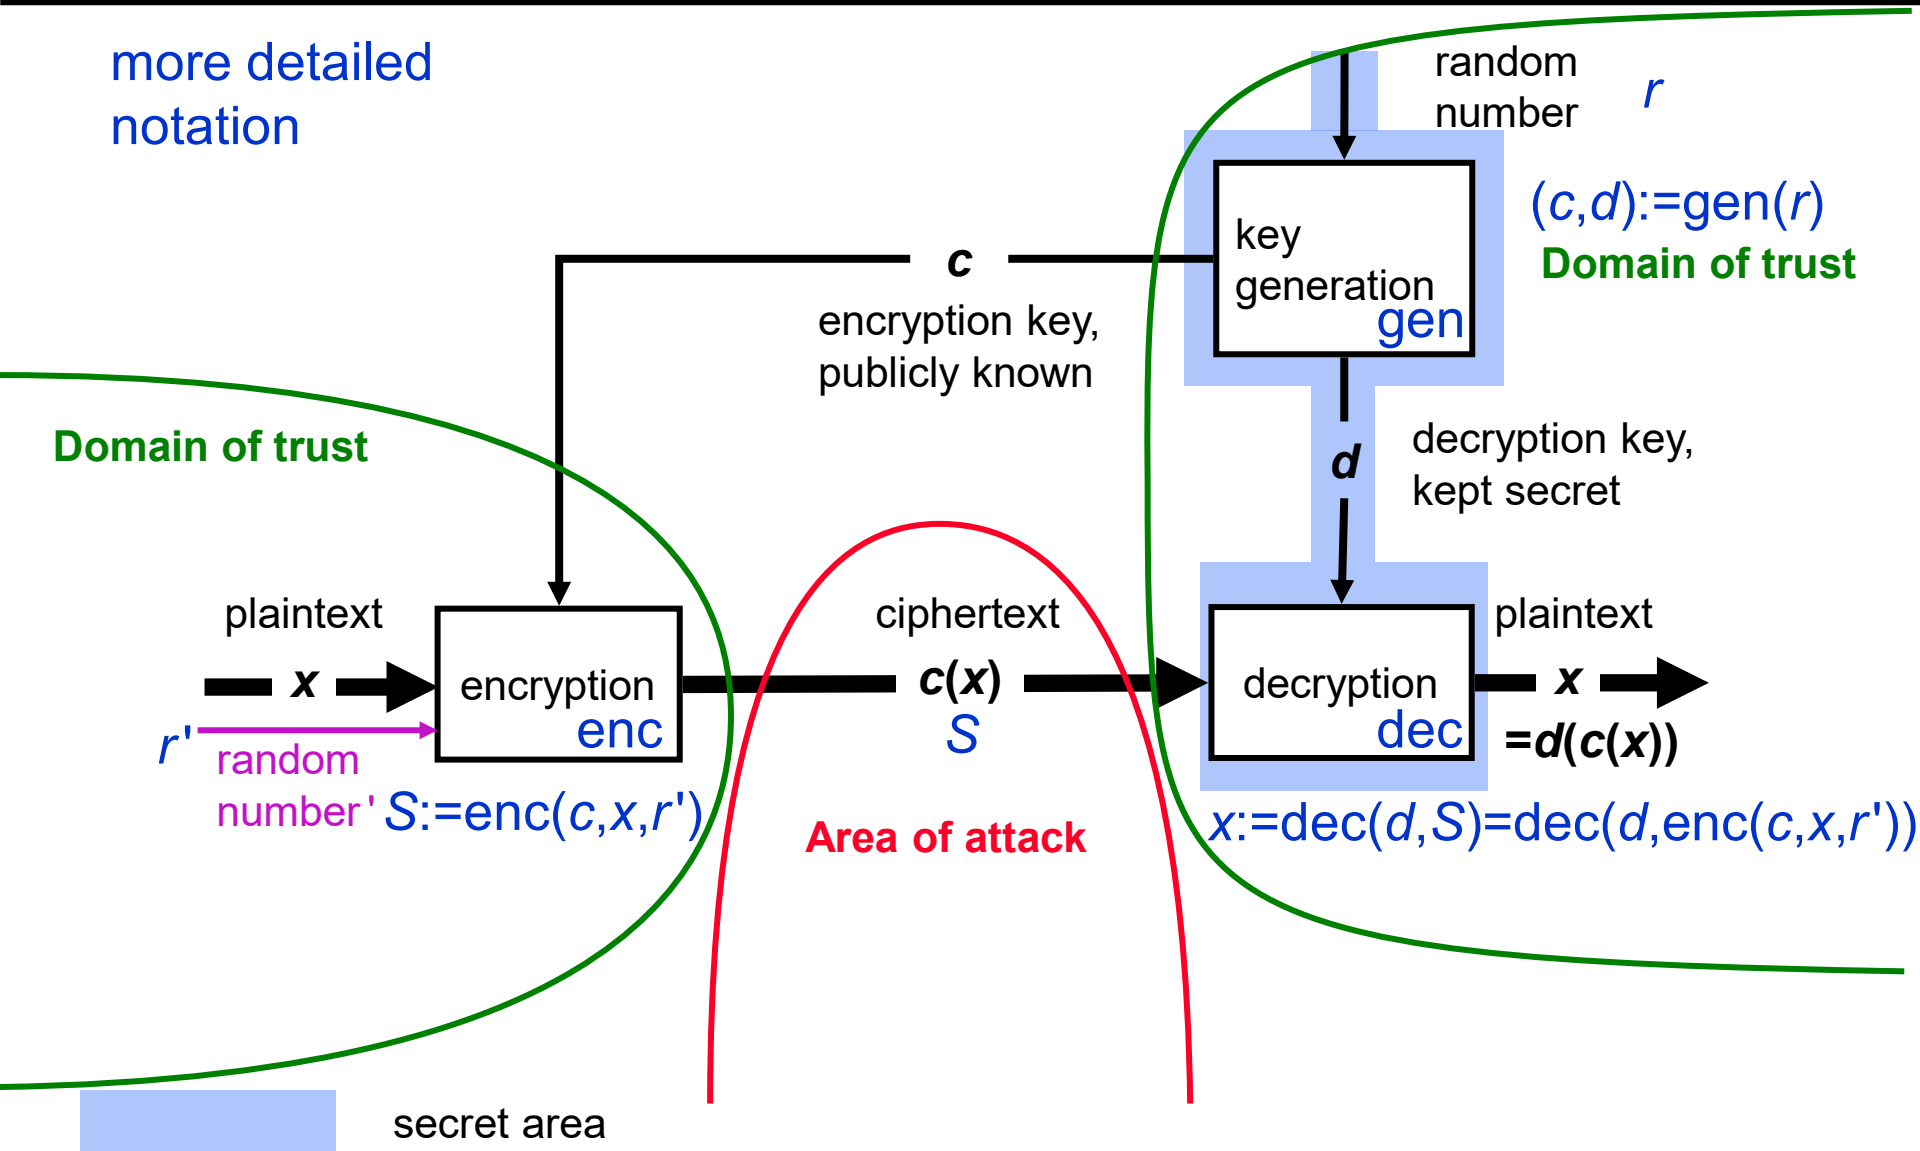 more detailed
notation
random
number
r
(c,d):=gen(r)
Domain of trust
key
generation
gen
c
encryption key,
publicly known
Domain of trust
decryption key,
kept secret
d
plaintext
x
encryption
enc
r'
random
number'
S:=enc(c,x,r')
ciphertext
c(x)
S
Area of attack
decryption
dec
plaintext
x
=d(c(x))
x:=dec(d,S)=dec(d,enc(c,x,r'))
secret area